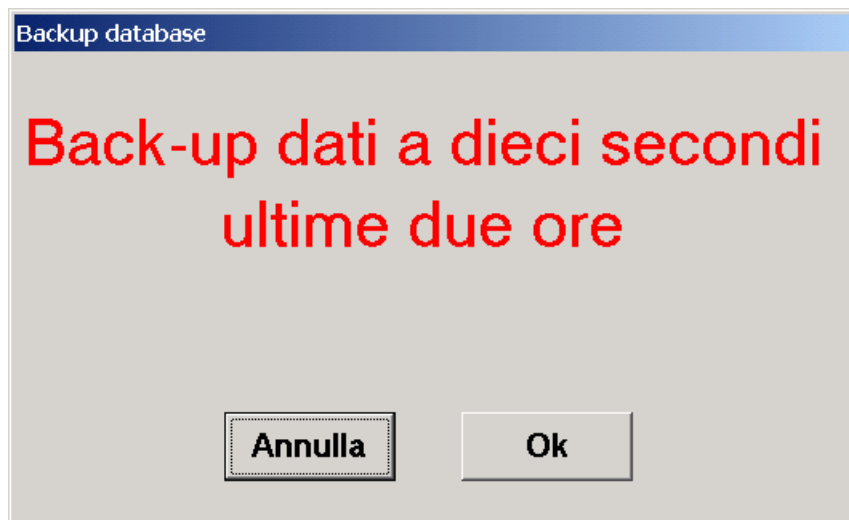 Backup database
Back-up dati a dieci secondi
ultime due ore
Annulla
Ok